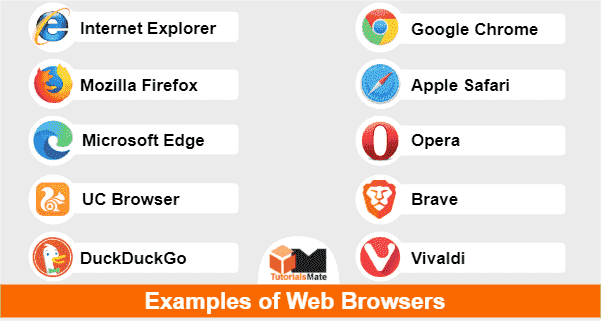 Internet Explorer
Google Chrome
Mozilla Firefox
Apple Safari
Microsoft Edge
Opera
UC Browser
Brave
DuckDuckGo
Vivaldi
TutorialsMate
Examples of Web Browsers